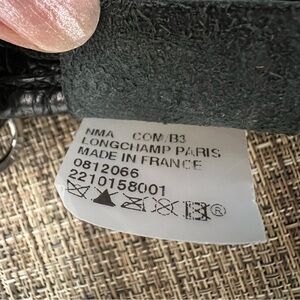 NMA COM/B3
LONGCHAMP PARIS
MADE IN FRANCE
0812066
2210158001
®